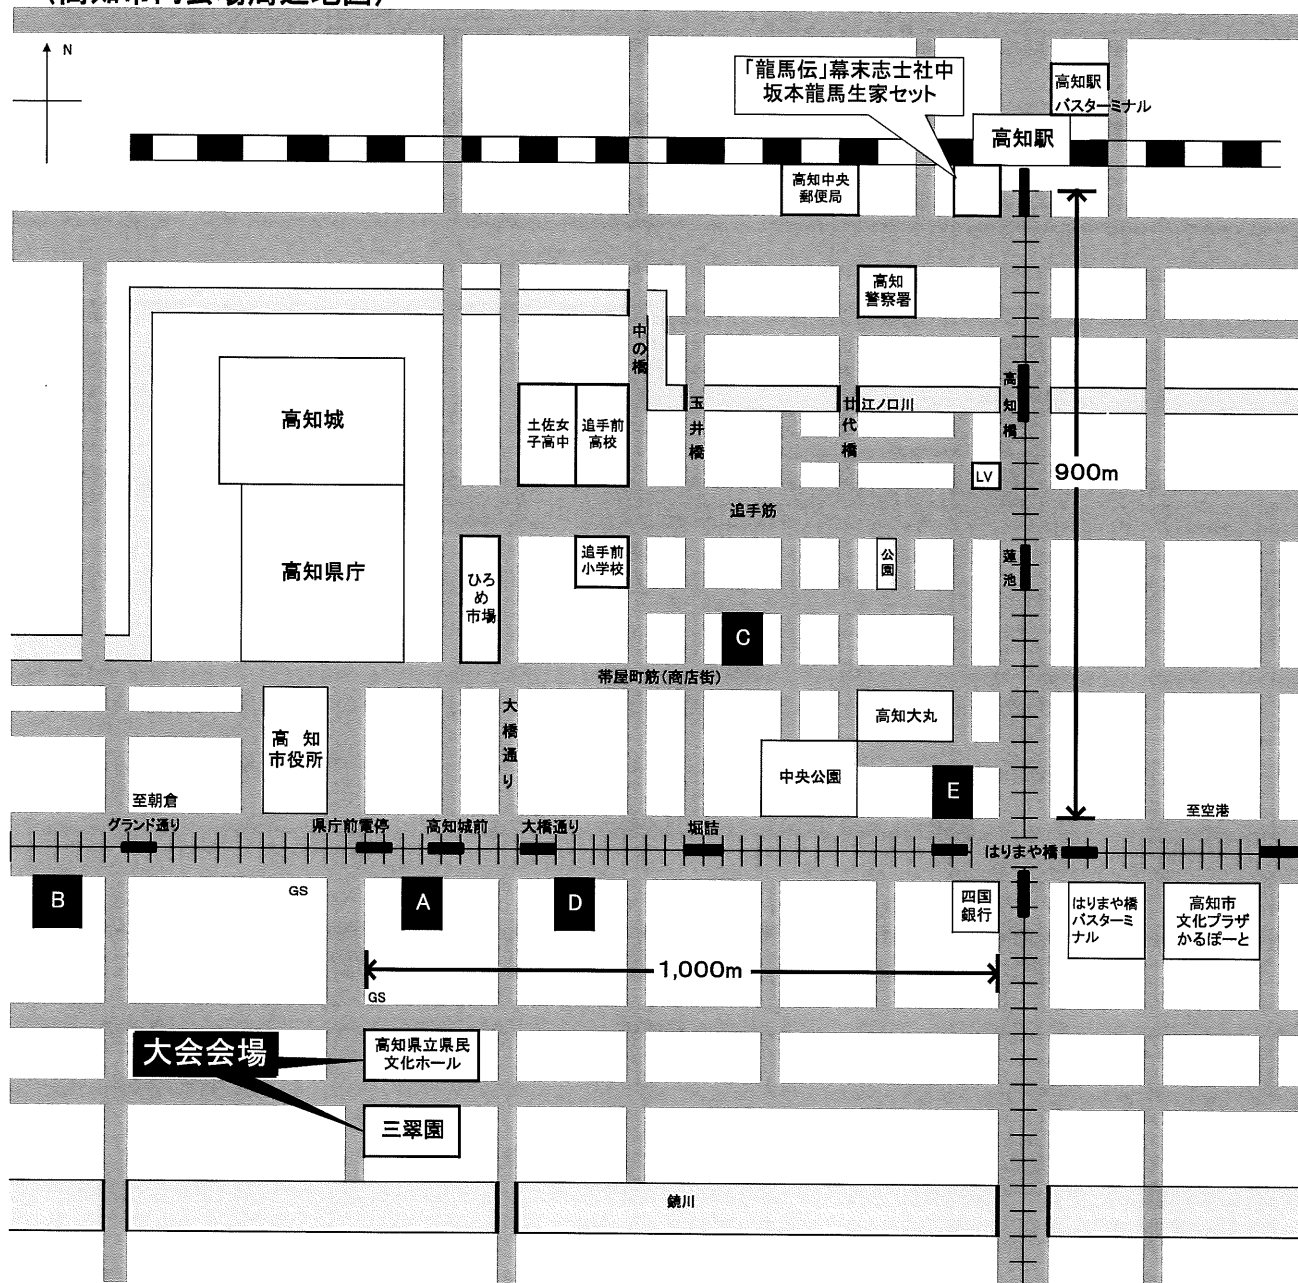 N
「龍馬伝」幕末志士社中
坂本龍馬生家セット
高知駅
バスターミナル
高知駅
高知中央
郵便局
高知
警察署
中の橋
高知橋
高知城
土佐女
子高中
追手前
高校
玉井橋
廿代橋
江ノ口川
LV
900m
追手筋
高知県庁
ひろ
め
市場
追手前
小学校
公園
蓮池
C
帯屋町筋(商店街)
大橋通り
高知
市役所
高知大丸
中央公園
E
至朝倉
至空港
グランド通り
県庁前電停
高知城前
大橋通り
堀詰
はりまや橋
B
GS
A
D
四国
銀行
はりまや橋
バスターミ
ナル
高知市
文化プラザ
かるぽーと
1,000m
GS
大会会場
高知県立県民
文化ホール
三翠園
鏡川